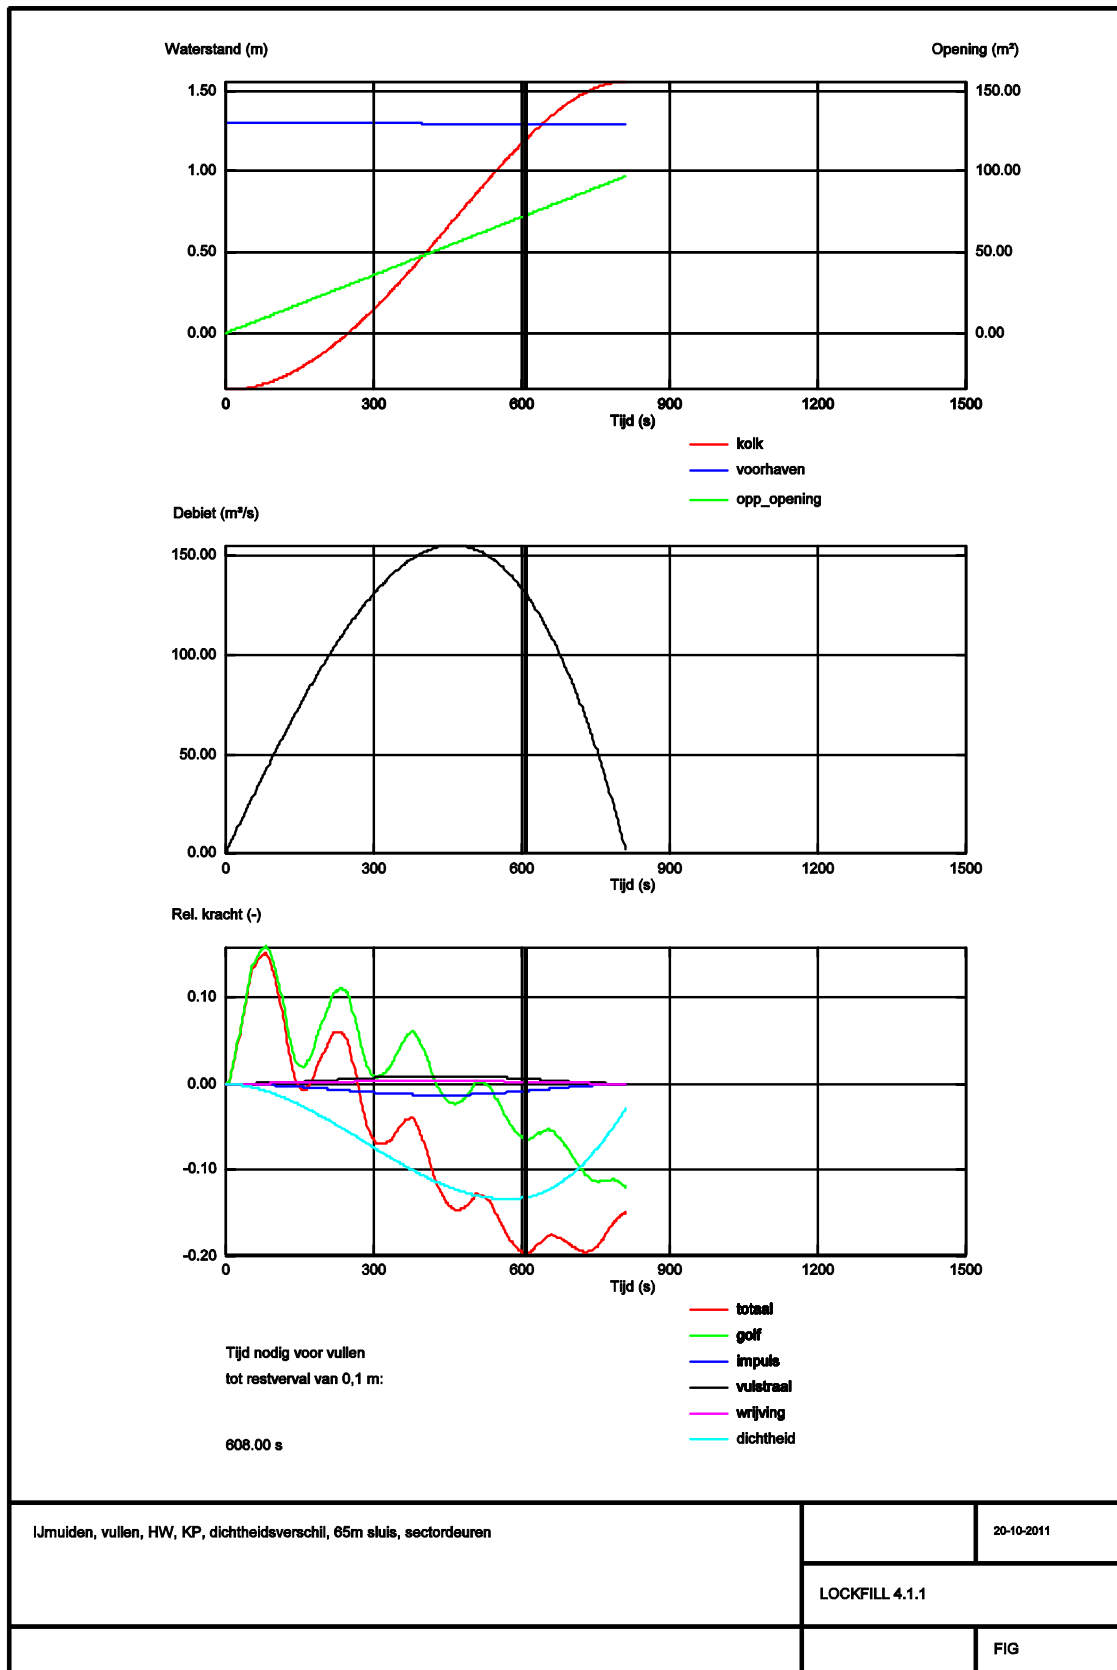 Waterstand (m) Opening (m²)
1.50 150.00
1.00 100.00
0.50 50.00
0.00 0.00
0 300 600 900 1200 1500
Tijd (s)
kolk
voorhaven
opp_opening
Debiet (m³/s)
150.00
100.00
50.00
0.00
0 300 600 900 1200 1500
Tijd (s)
Rel. kracht (-)
0.10
0.00
-0.10
-0.20
0 300 600 900 1200 1500
Tijd (s)
totaal
golf
impuls
vulstraal
wrijving
dichtheid
Tijd nodig voor vullen
tot restverval van 0,1 m:
608.00 s
IJmuiden, vullen, HW, KP, dichtheidsverschil, 65m sluis, sectordeuren
20-10-2011
LOCKFILL 4.1.1
FIG